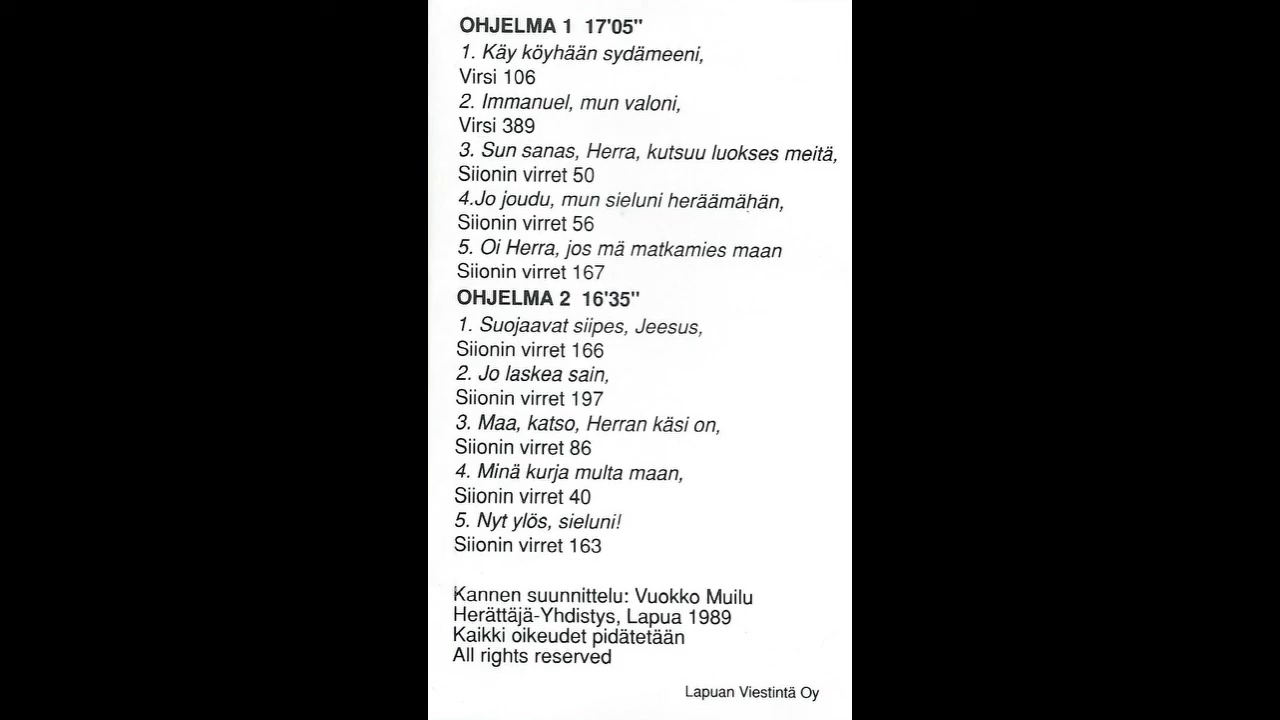 OHJELMA 1 17'05"
1. Käy köyhään sydämeeni,
Virsi 106
2. Immanuel, mun valoni,
Virsi 389
3. Sun sanas, Herra, kutsuu luokses meitä,
Siionin virret 50
4.Jo joudu, mun sieluni heräämähän,
Siionin virret 56
5. Oi Herra, jos mä matkamies maan
Siionin virret 167
OHJELMA 2 16'35"
1. Suojaavat siipes, Jeesus,
Siionin virret 166
2. Jo laskea sain,
Siionin virret 197
3. Maa, katso, Herran käsi on,
Siionin virret 86
4. Minä kurja multa maan,
Siionin virret 40
5. Nyt ylös, sieluni!
Siionin virret 163
Kannen suunnittelu: Vuokko Muilu
Herättäjä-Yhdistys, Lapua 1989
Kaikki oikeudet pidätetään
All rights reserved
Lapuan Viestintä Oy